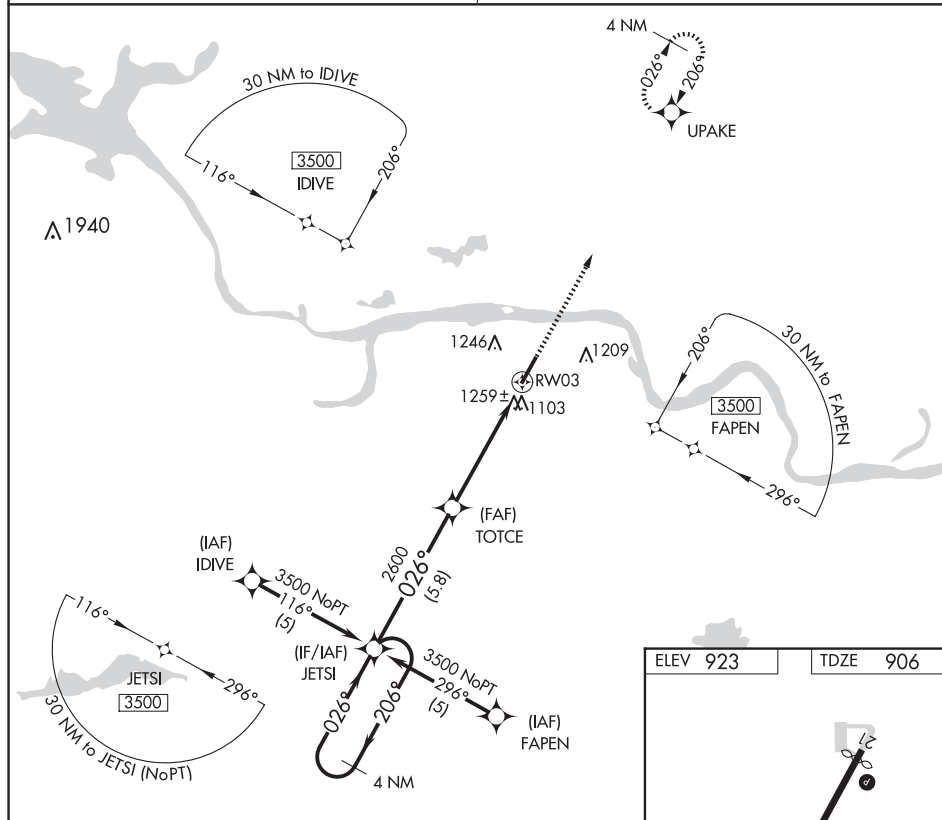 4 NM
026°
206°
UPAKE
30 NM to IDIVE
3500
IDIVE
116°
206°
1940
1246
1209
RW03
1259±
1103
206°
30 NM to FAPEN
3500
FAPEN
296°
(FAF)
TOTCE
2600
026°
(5.8)
(IAF)
IDIVE
3500 NoPT
116°
(5)
(IF/IAF)
JETSI
3500 NoPT
296°
(5)
(IAF)
FAPEN
026°
206°
4 NM
116°
JETSI
3500
296°
30 NM to JETSI (NoPT)
ELEV 923
TDZE 906
21
P